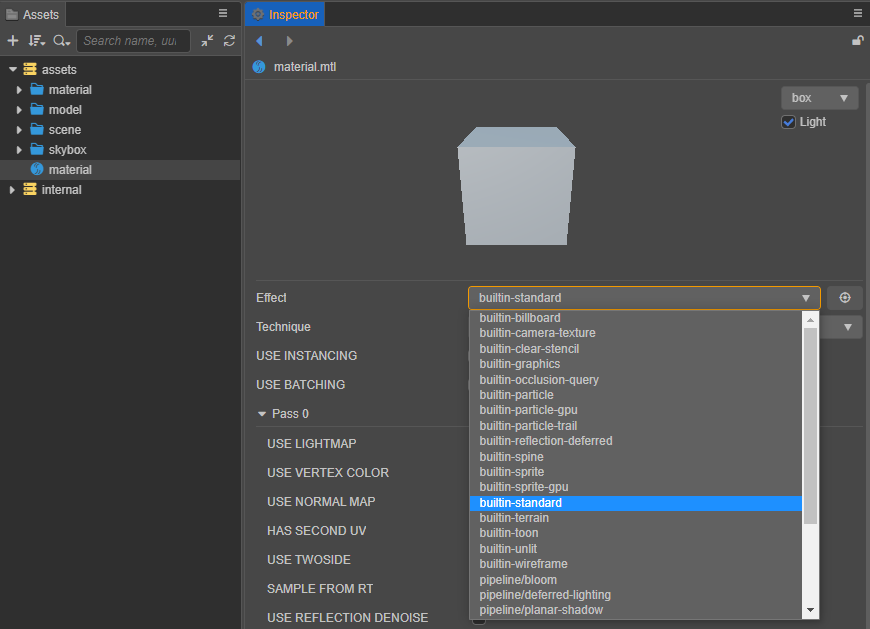 Assets
Inspector
Search name, uu
material.mtl
assets
material
model
scene
skybox
material
internal
box
Light
Effect
builtin-standard
Technique
USE INSTANCING
USE BATCHING
Pass 0
USE LIGHTMAP
USE VERTEX COLOR
USE NORMAL MAP
HAS SECOND UV
USE TWOSIDE
SAMPLE FROM RT
USE REFLECTION DENOISE
builtin-billboard
builtin-camera-texture
builtin-clear-stencil
builtin-graphics
builtin-occlusion-query
builtin-particle
builtin-particle-gpu
builtin-particle-trail
builtin-reflection-deferred
builtin-spine
builtin-sprite
builtin-sprite-gpu
builtin-standard
builtin-terrain
builtin-toon
builtin-unlit
builtin-wireframe
pipeline/bloom
pipeline/deferred-lighting
pipeline/planar-shadow